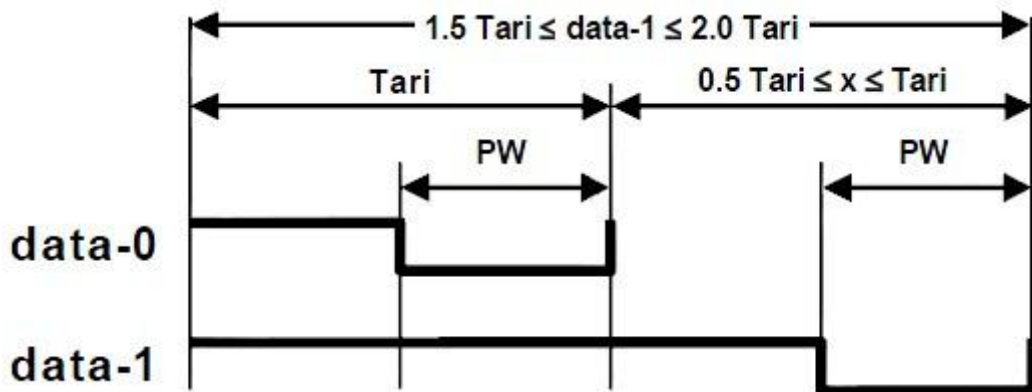 1.5 Tari ≤ data-1 ≤ 2.0 Tari
Tari
0.5 Tari ≤ x ≤ Tari
PW
PW
data-0
data-1